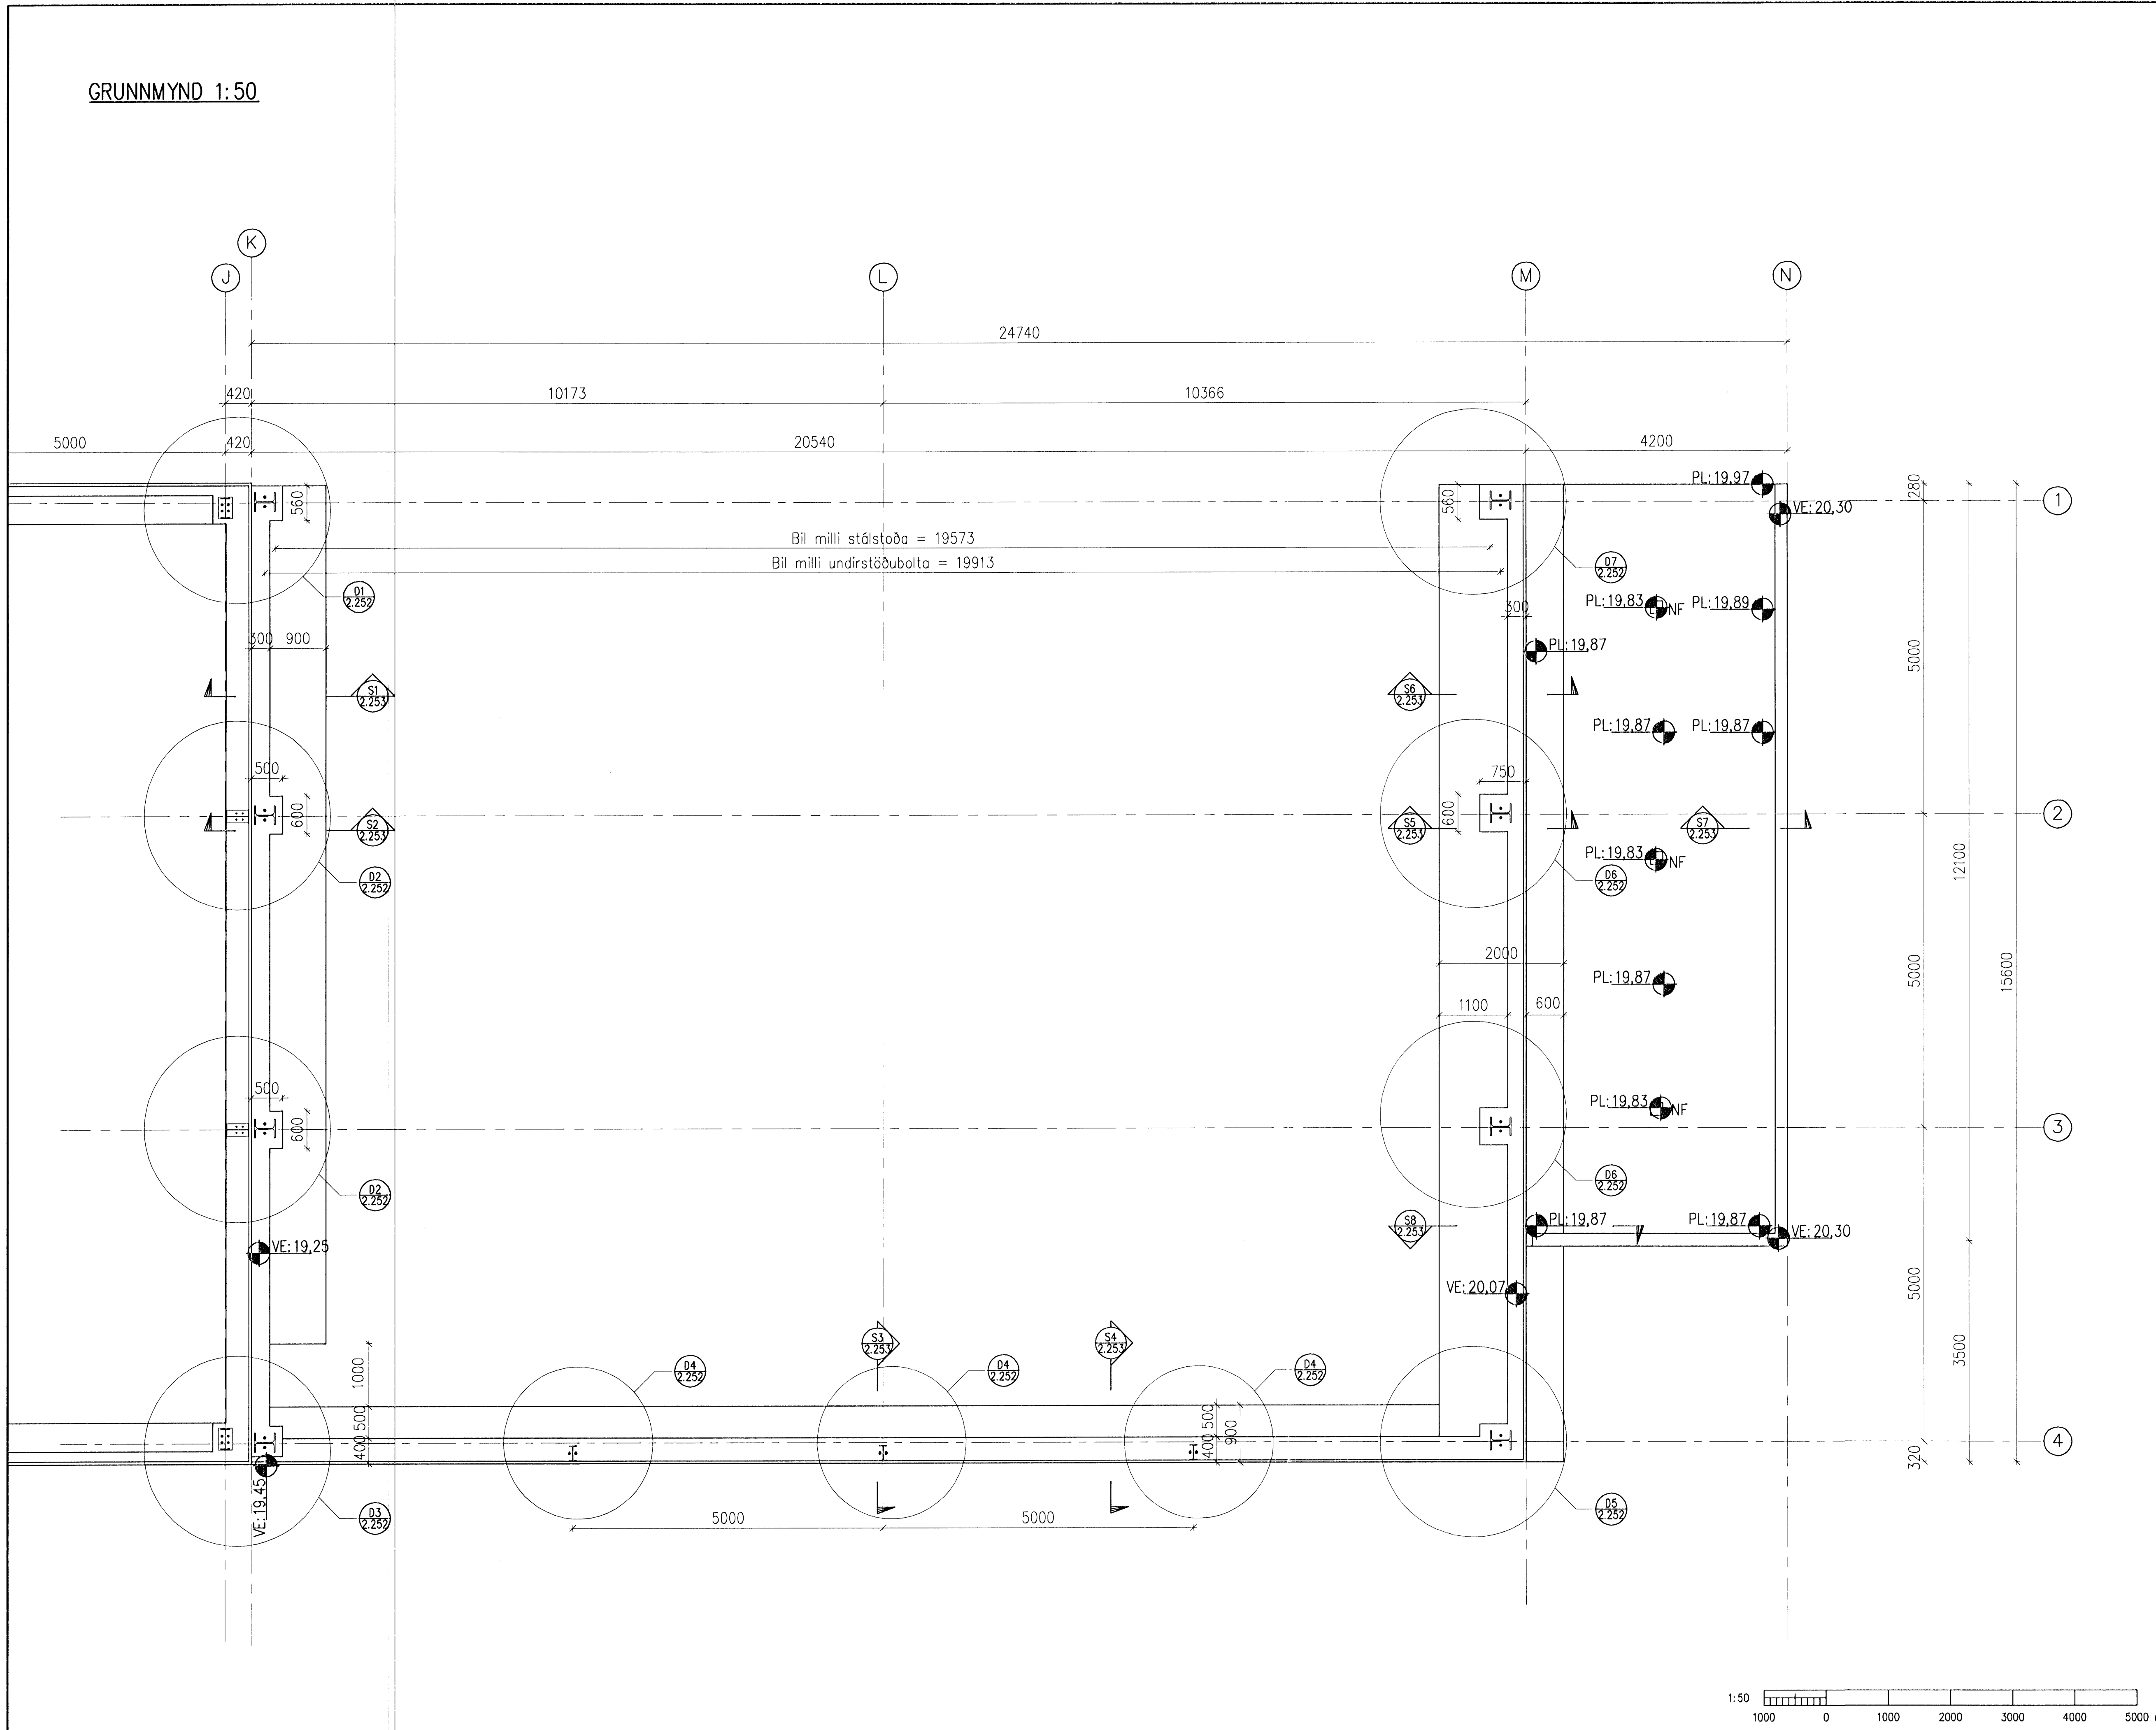 GRUNNMYND 1:50
K
J
L
M
N
24740
420
10173
10366
5000
420
20540
4200
PL:19,97
280
1
560
560
VE:20,30
Bil milli stálstoða = 19573
Bil milli undirstöðubolta = 19913
D1
2.252
D7
2.252
300
PL:19,83
NF
PL:19,89
300
900
PL:19,87
5000
S1
2.253
S6
2.253
PL:19,87
PL:19,87
500
750
600
600
2
S2
2.253
S5
2.253
S7
2.253
PL:19,83
NF
D2
2.252
D6
2.252
12100
2000
5000
15600
PL:19,87
1100
600
500
PL:19,83
NF
600
3
D2
2.252
D6
2.252
VE:19,25
S8
2.253
PL:19,87
PL:19,87
VE:20,30
VE:20,07
5000
S3
2.253
S4
2.253
3500
1000
D4
2.252
D4
2.252
D4
2.252
500
400
500
400
900
4
320
VE:19,45
D3
2.252
D5
2.252
5000
5000
1:50
1000 0 1000 2000 3000 4000 5000